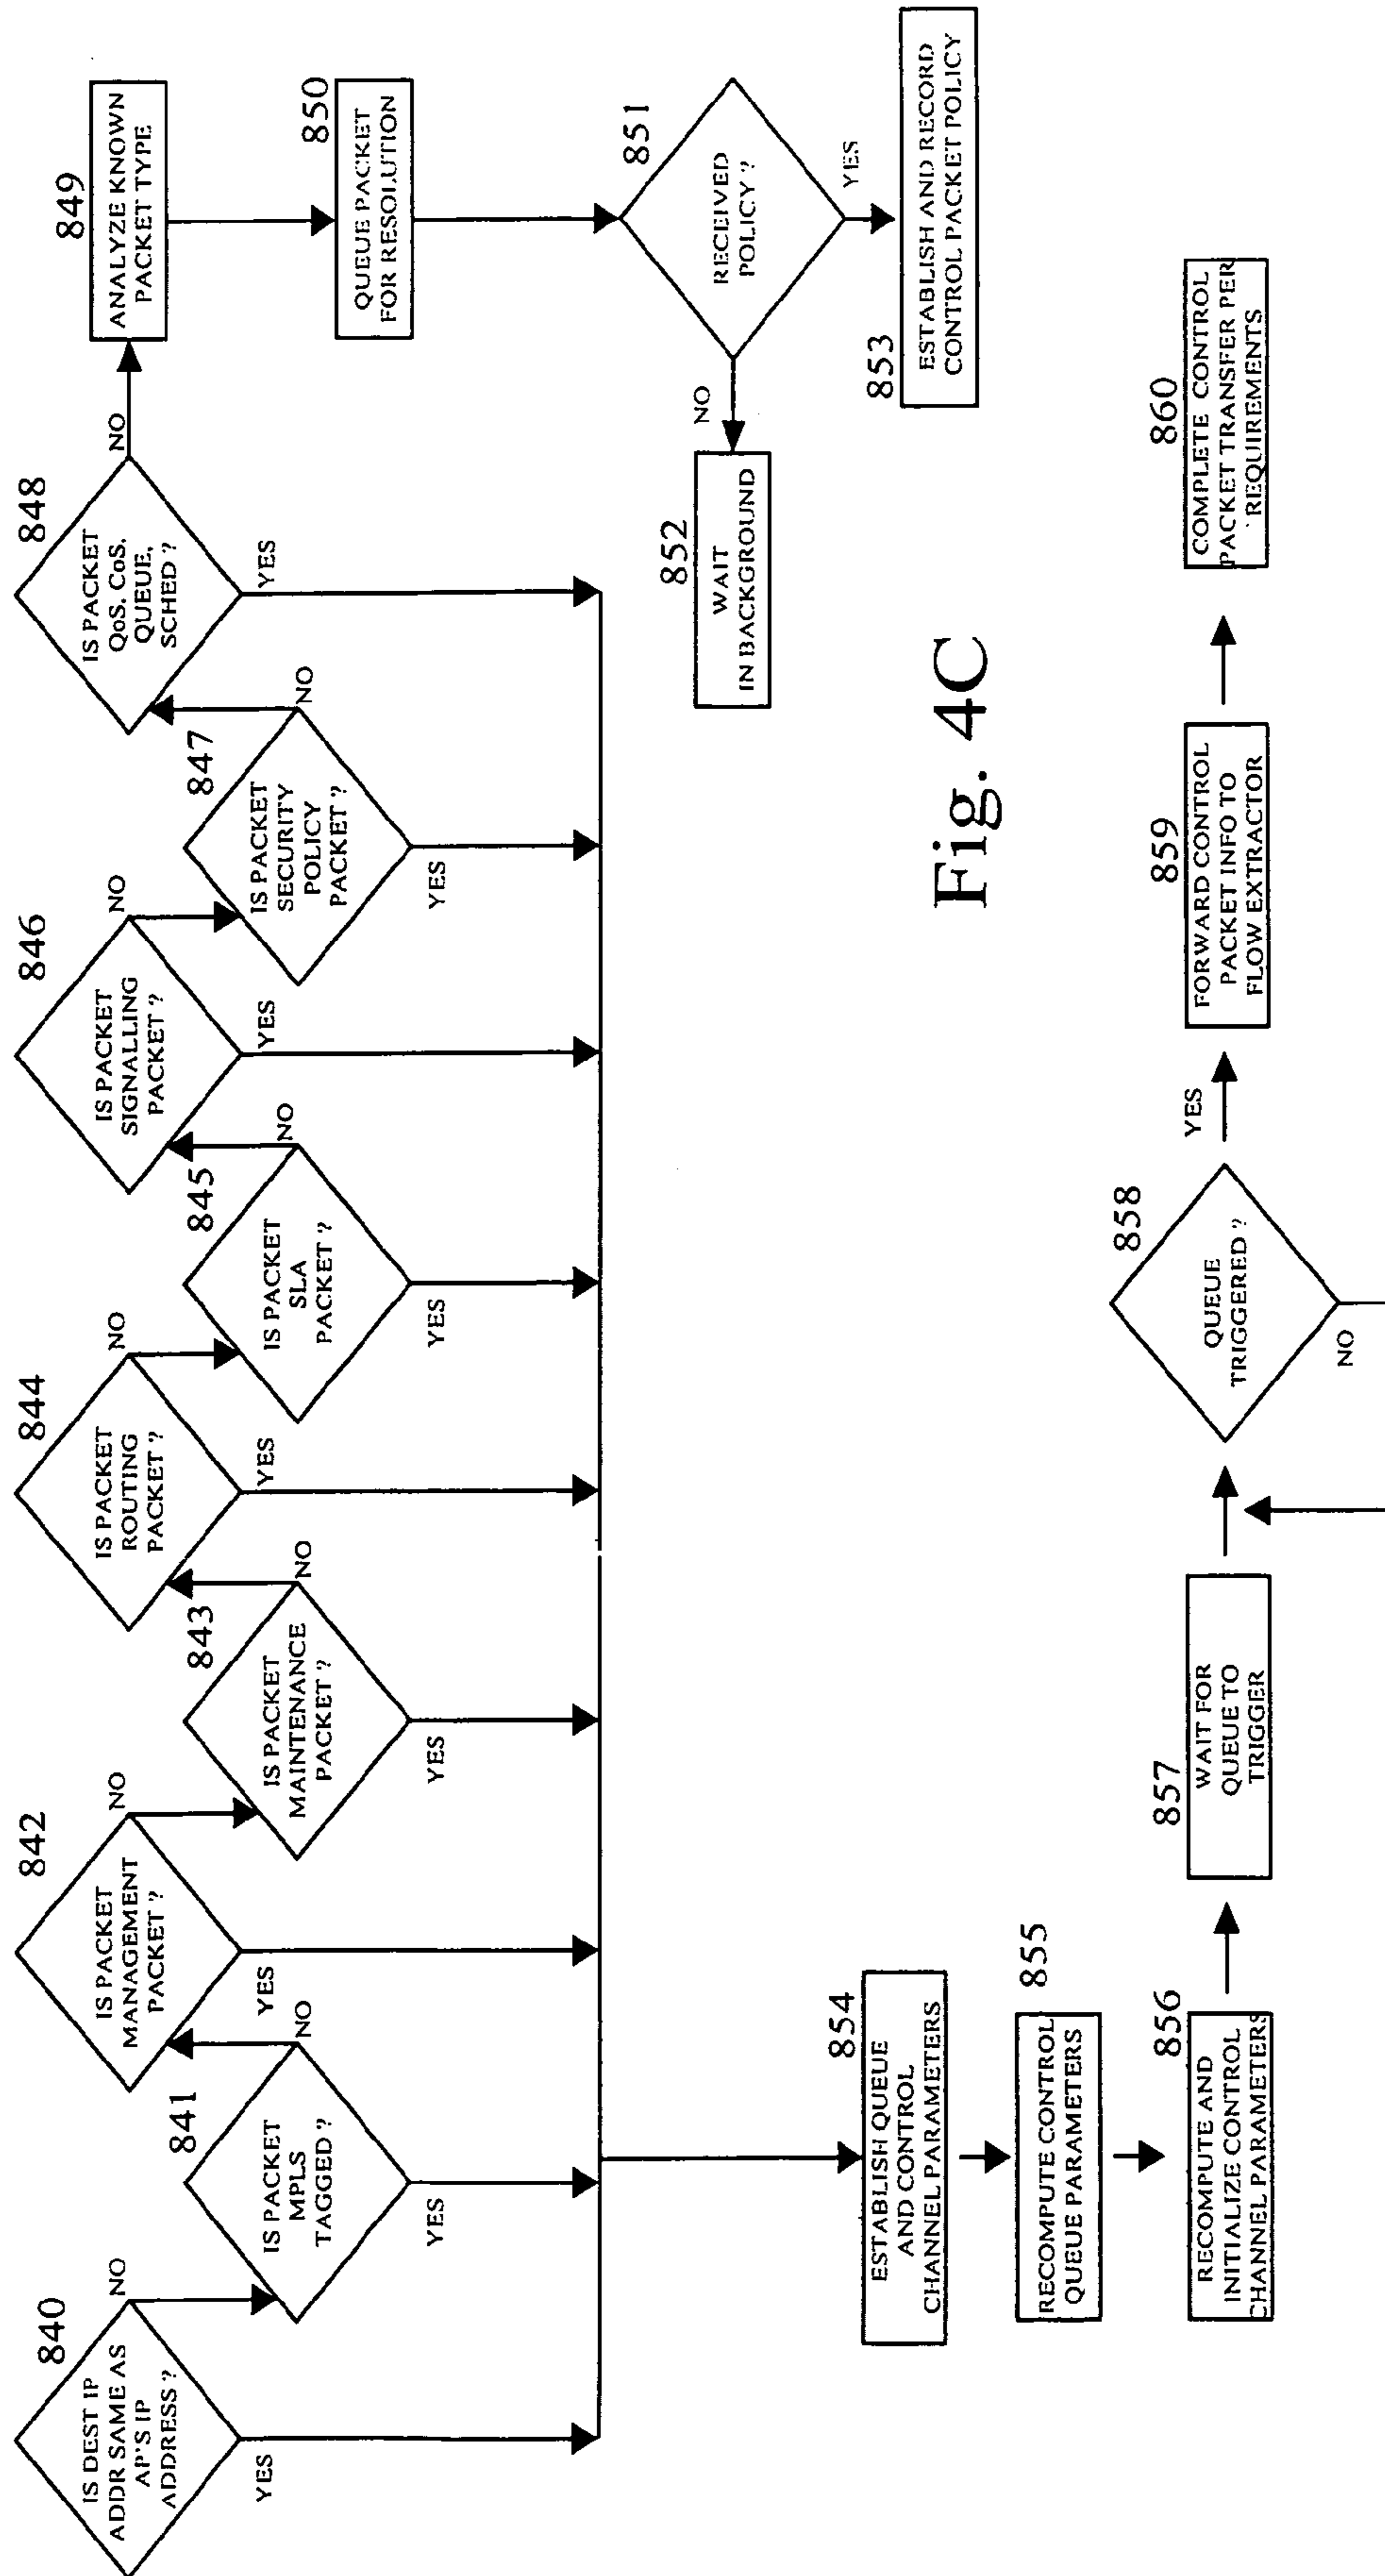 840
IS DEST IP
ADDR SAME AS
AP'S IP
ADDRESS ?
NO
YES
841
IS PACKET
MPLS
TAGGED ?
NO
YES
842
IS PACKET
MANAGEMENT
PACKET ?
NO
YES
843
IS PACKET
MAINTENANCE
PACKET ?
NO
YES
844
IS PACKET
ROUTING
PACKET ?
NO
YES
845
IS PACKET
SLA
PACKET ?
NO
YES
846
IS PACKET
SIGNALLING
PACKET ?
NO
YES
847
IS PACKET
SECURITY
POLICY
PACKET ?
NO
YES
848
IS PACKET
QoS, CoS,
QUEUE,
SCHED ?
NO
YES
849
ANALYZE KNOWN
PACKET TYPE
850
QUEUE PACKET
FOR RESOLUTION
851
RECEIVED
POLICY ?
NO
YES
852
WAIT
IN BACKGROUND
853
ESTABLISH AND RECORD
CONTROL PACKET POLICY
854
ESTABLISH QUEUE
AND CONTROL
CHANNEL PARAMETERS
855
RECOMPUTE CONTROL
QUEUE PARAMETERS
856
RECOMPUTE AND
INITIALIZE CONTROL
CHANNEL PARAMETERS
857
WAIT FOR
QUEUE TO
TRIGGER
858
QUEUE
TRIGGERED ?
YES
NO
859
FORWARD CONTROL
PACKET INFO TO
FLOW EXTRACTOR
860
COMPLETE CONTROL
PACKET TRANSFER PER
REQUIREMENTS
Fig. 4C